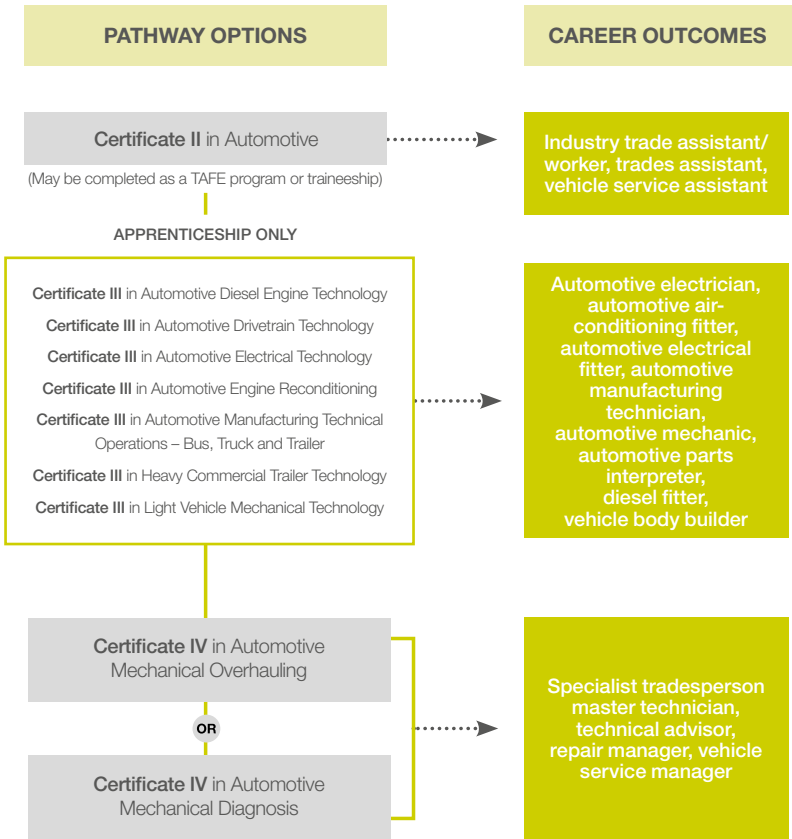 PATHWAY OPTIONS
CAREER OUTCOMES
Certificate II in Automotive
(May be completed as a TAFE program or traineeship)
Industry trade assistant/
worker, trades assistant,
vehicle service assistant
APPRENTICESHIP ONLY
Certificate III in Automotive Diesel Engine Technology
Certificate III in Automotive Drivetrain Technology
Certificate III in Automotive Electrical Technology
Certificate III in Automotive Engine Reconditioning
Certificate III in Automotive Manufacturing Technical
Operations – Bus, Truck and Trailer
Certificate III in Heavy Commercial Trailer Technology
Certificate III in Light Vehicle Mechanical Technology
Automotive electrician,
automotive air-
conditioning fitter,
automotive electrical
fitter, automotive
manufacturing
technician,
automotive mechanic,
automotive parts
interpreter,
diesel fitter,
vehicle body builder
Certificate IV in Automotive
Mechanical Overhauling
OR
Certificate IV in Automotive
Mechanical Diagnosis
Specialist tradesperson
master technician,
technical advisor,
repair manager, vehicle
service manager